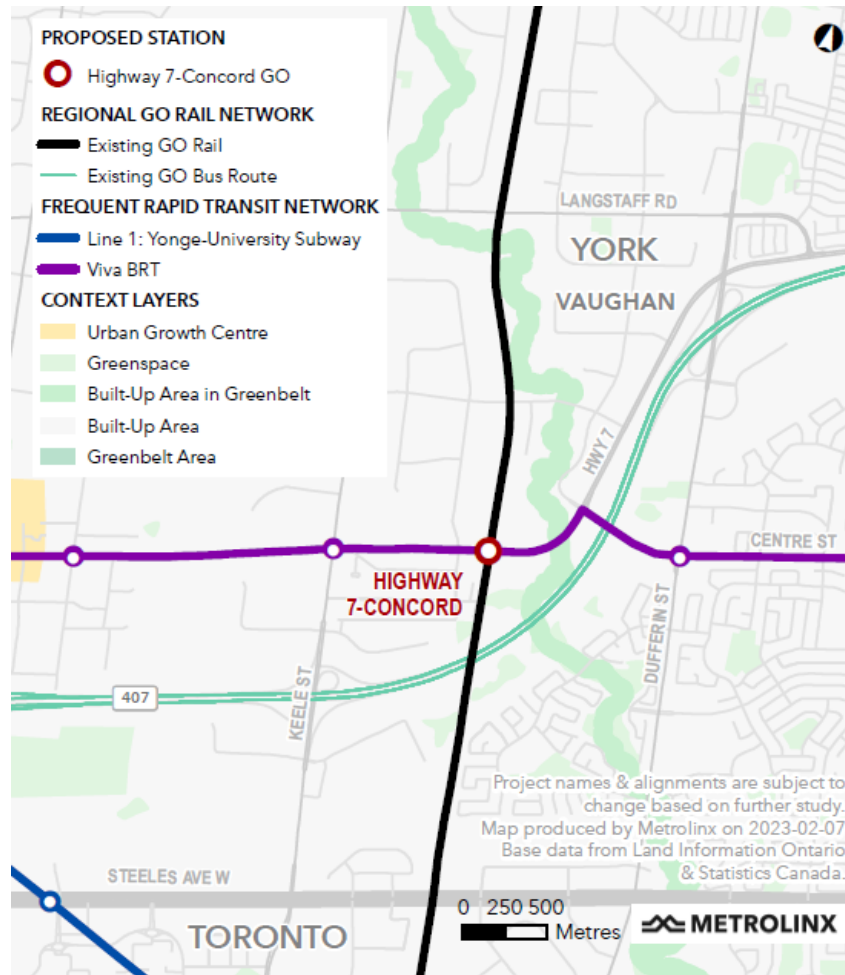 PROPOSED STATION
Highway 7-Concord GO
REGIONAL GO RAIL NETWORK
Existing GO Rail
Existing GO Bus Route
FREQUENT RAPID TRANSIT NETWORK
Line 1: Yonge-University Subway
Viva BRT
CONTEXT LAYERS
Urban Growth Centre
Greenspace
Built-Up Area in Greenbelt
Built-Up Area
Greenbelt Area
LANGSTAFF RD
YORK
VAUGHAN
HWY 7
CENTRE ST
HIGHWAY
7-CONCORD
DUFFERIN ST
407
KEELE ST
Project names & alignments are subject to
change based on further study.
Map produced by Metrolinx on 2023-02-07
Base data from Land Information Ontario
& Statistics Canada.
STEELES AVE W
0 250 500
Metres
METROLINX
TORONTO